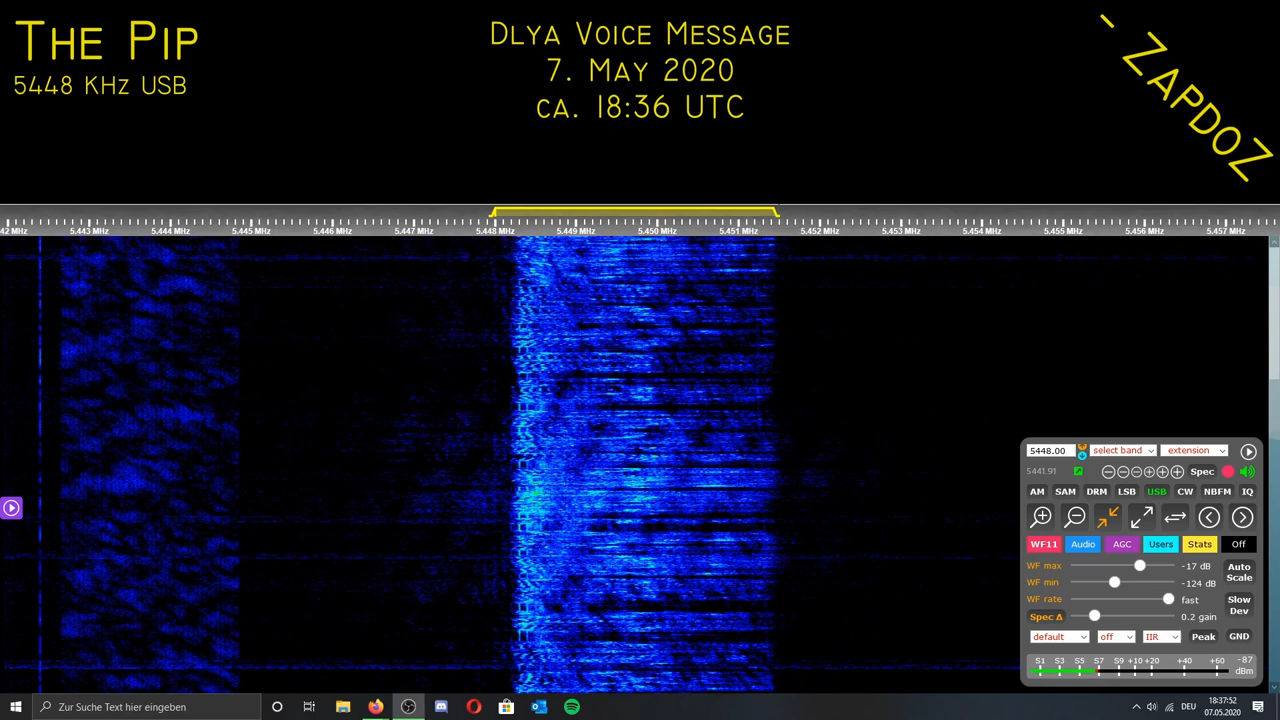 The Pip
5448 KHz USB
Dlya Voice Message
7. May 2020
ca. 18:36 UTC
- ZAPDOZ
42 MHz 5.443 MHz 5.444 MHz 5.445 MHz 5.446 MHz 5.447 MHz 5.448 MHz 5.449 MHz 5.450 MHz 5.451 MHz 5.452 MHz 5.453 MHz 5.454 MHz 5.455 MHz 5.456 MHz 5.457 MHz
5448.00 select band extension
5441.91 Spec
AM SAM DRM LSB USB CW NBFM IQ
WF11 Audio AGC Users Stats Off
WF max -17 dB Auto Scale
WF min -124 dB
WF rate fast Slow Dev
Spec Δ 0.2 gain
default off IIR Peak GND
S1 S3 S5 S7 S9 +10 +20 +40 +60 -87 dBm
Zur Suche Text hier eingeben
DEU
18:37:52
07.05.2020